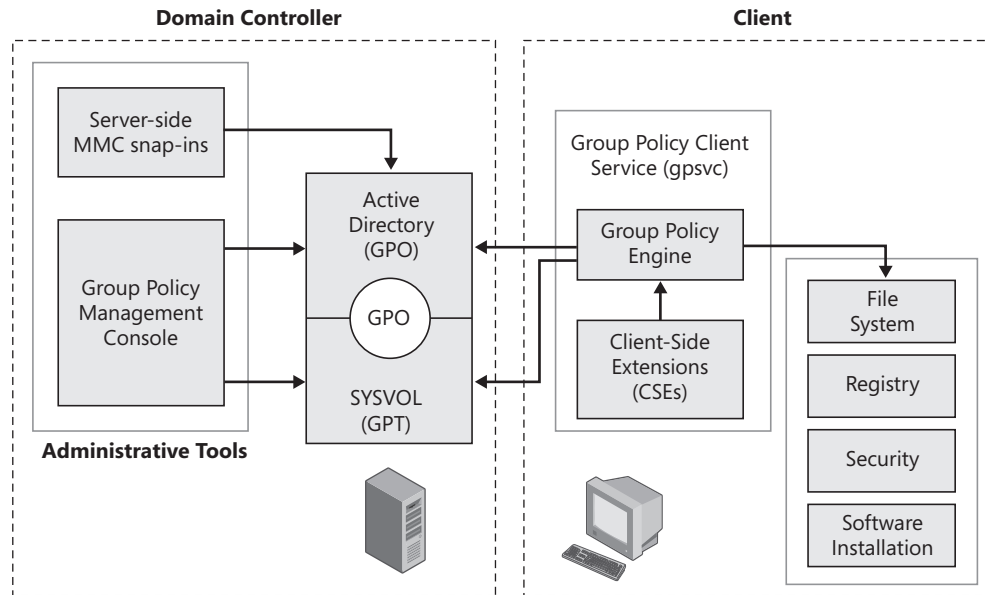 Domain Controller
Client
Server-side
MMC snap-ins
Group Policy
Management
Console
Administrative Tools
Active
Directory
(GPO)
GPO
SYSVOL
(GPT)
Group Policy Client
Service (gpsvc)
Group Policy
Engine
Client-Side
Extensions
(CSEs)
File
System
Registry
Security
Software
Installation